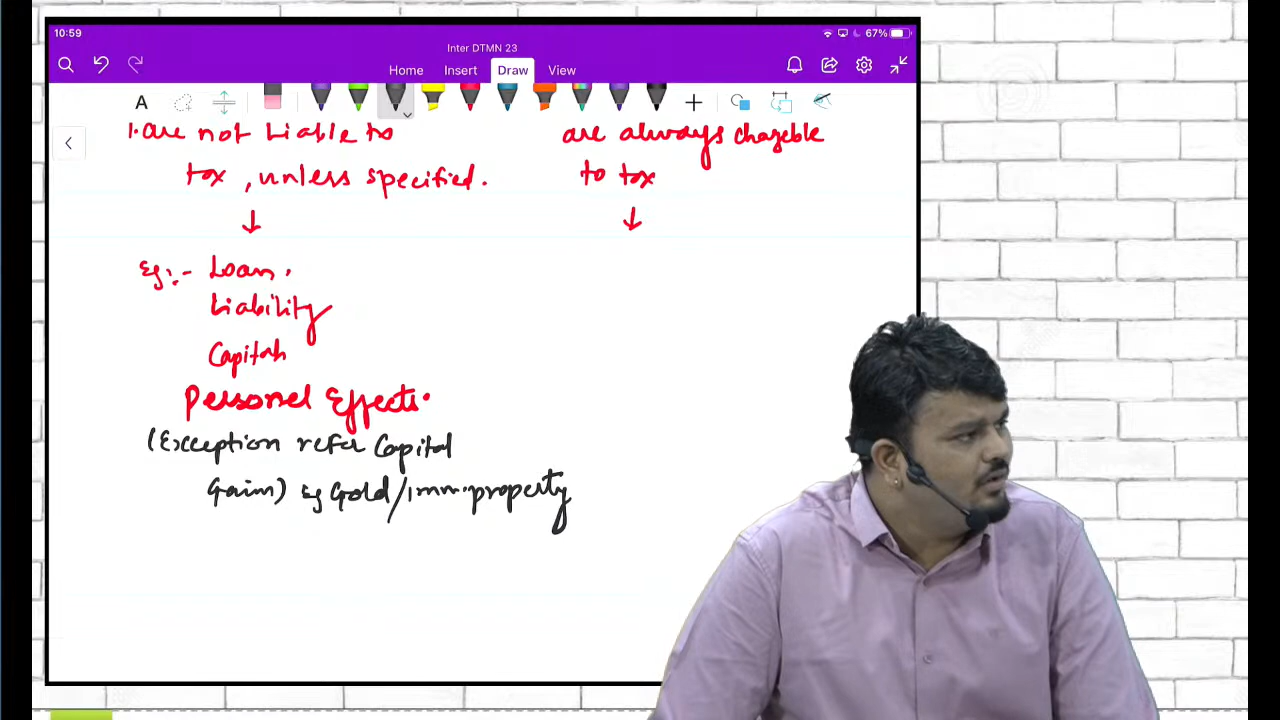 10:59
67%
Inter DTMN 23
Home Insert Draw View
A
1. are not Liable to
tax, unless specified.
are always chargeble
to tax
Eg:- Loan.
Liability
Capital
Personel Effects.
(Exception refer Capital
Gain) eg Gold/imm.property